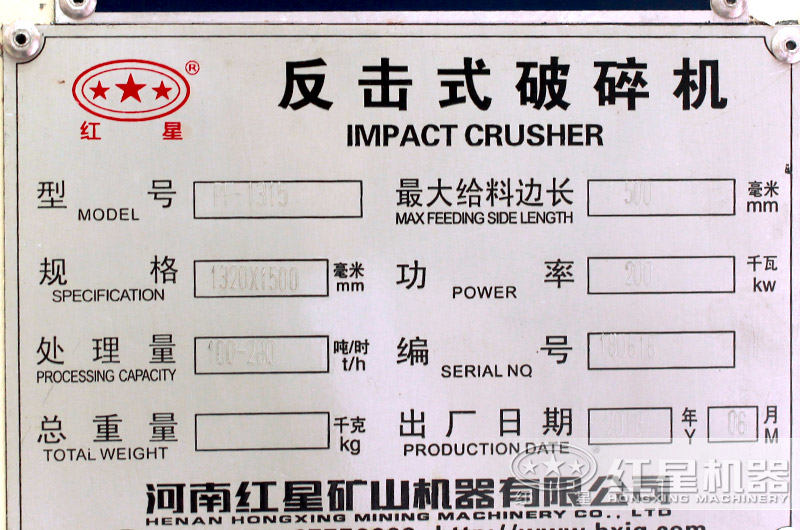 ®
红星
反击式破碎机
IMPACT CRUSHER
型号 PF-1315 最大给料边长 500 毫米
MODEL MAX FEEDING SIDE LENGTH mm
规格 1320X1500 毫米 功率 200 千瓦
SPECIFICATION mm POWER kw
处理量 吨/时 编号
PROCESSING CAPACITY t/h SERIAL NO
总重量 千克 出厂日期 年 06 月
TOTAL WEIGHT kg PRODUCTION DATE Y M
河南红星矿山机器有限公司
HENAN HONGXING MINING MACHINERY CO., LTD
红星机器
HONGXING MACHINERY